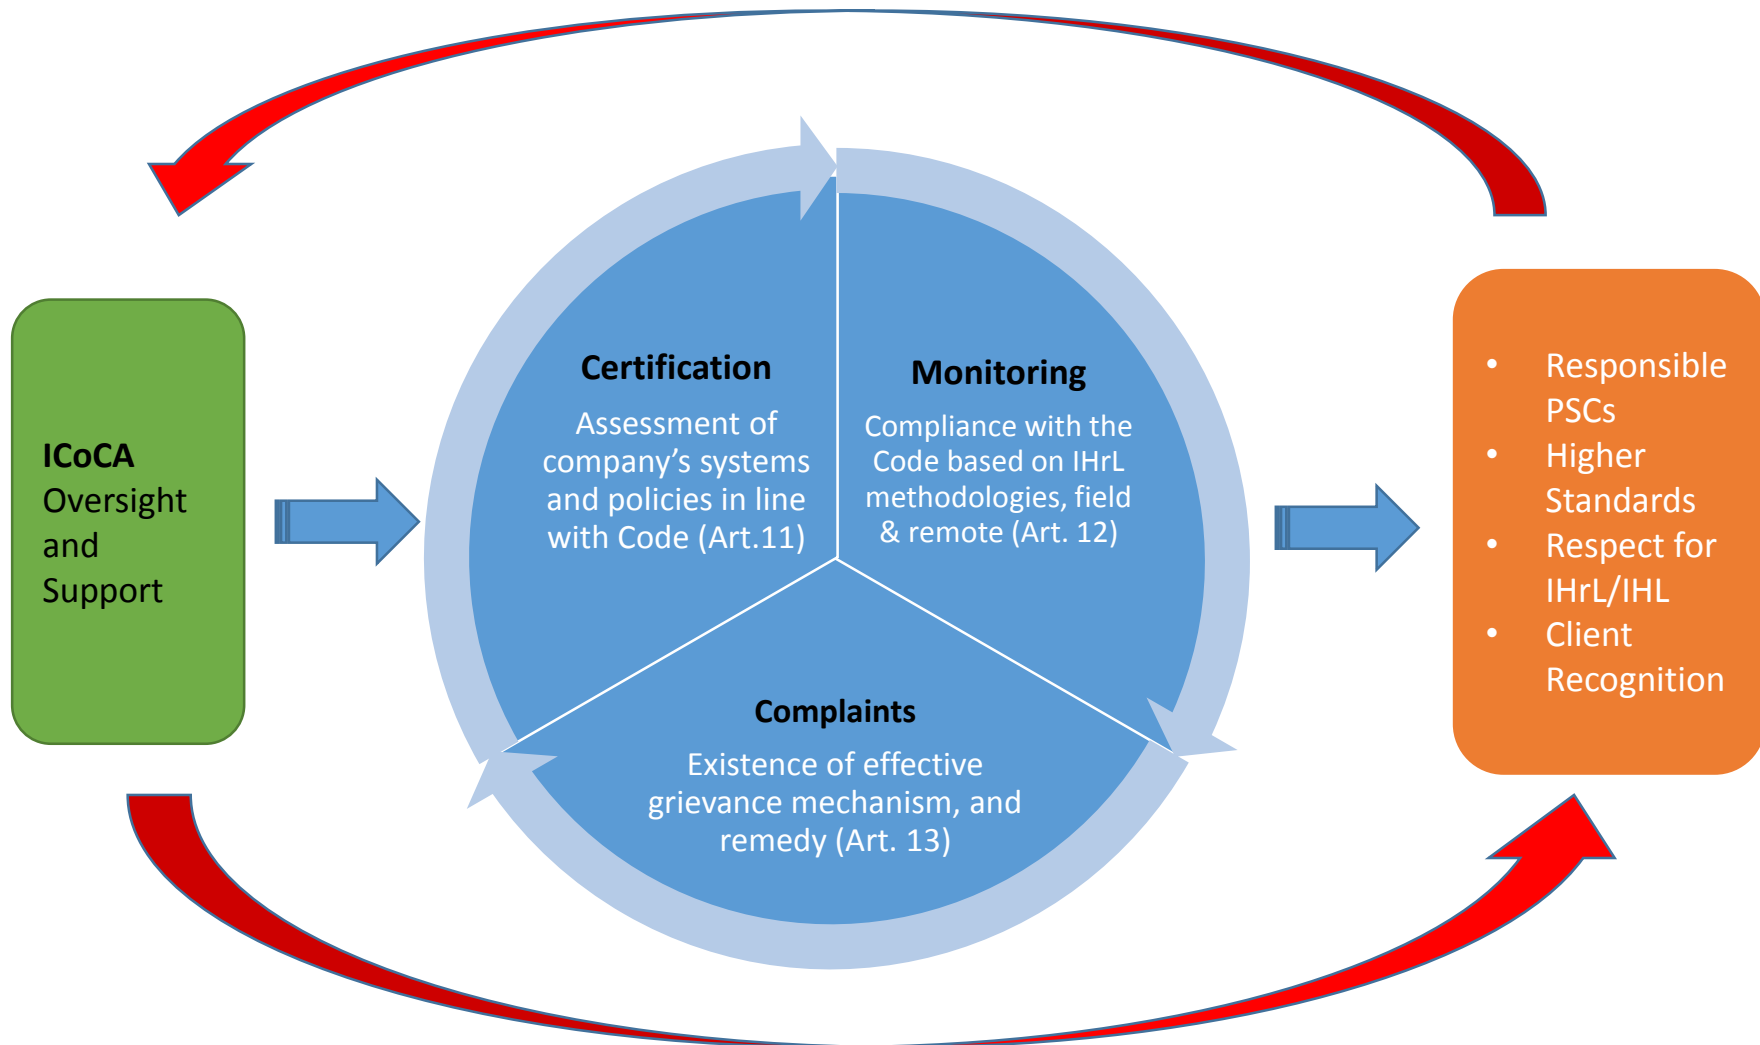 ICoCA
Oversight
and
Support
Certification
Assessment of
company’s systems
and policies in line
with Code (Art.11)
Monitoring
Compliance with the
Code based on IHrL
methodologies, field
& remote (Art. 12)
Complaints
Existence of effective
grievance mechanism, and
remedy (Art. 13)
• Responsible
PSCs
• Higher
Standards
• Respect for
IHrL/IHL
• Client
Recognition